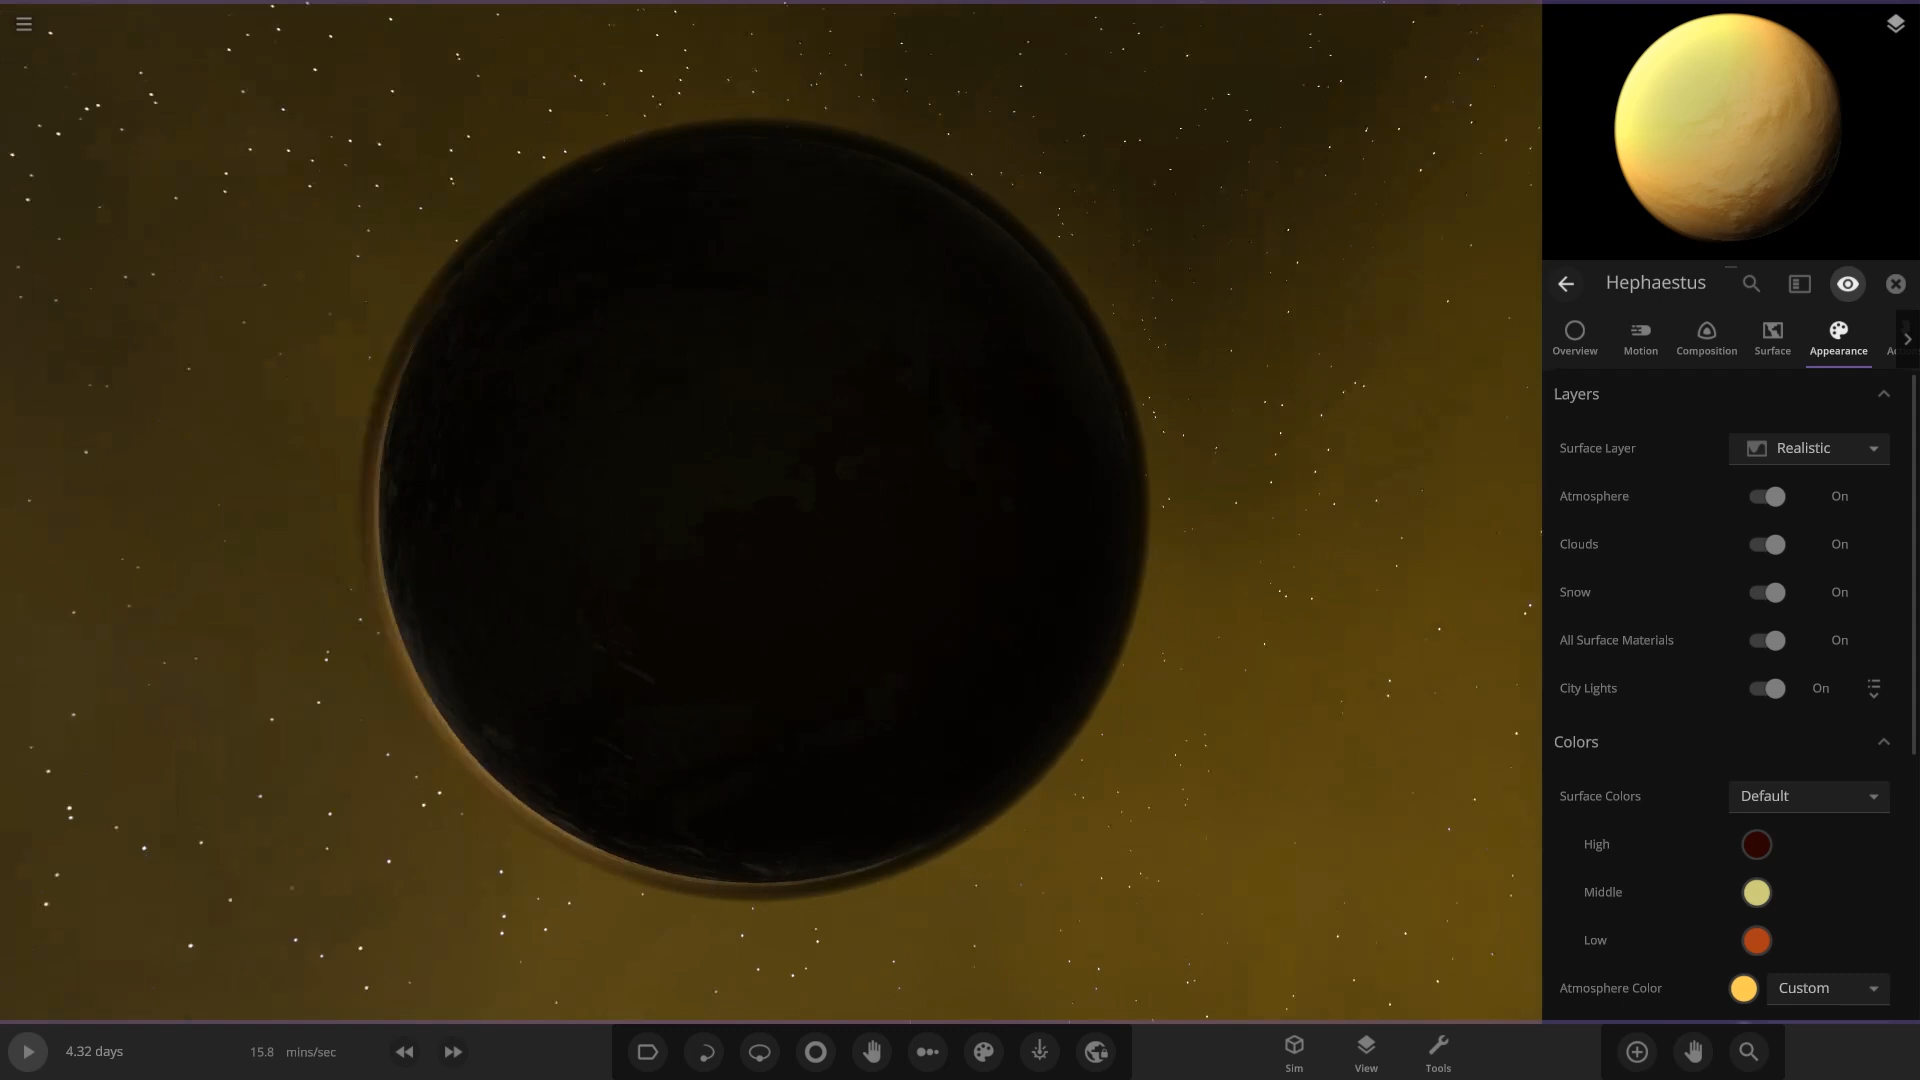 Hephaestus
Overview
Motion
Composition
Surface
Appearance
Layers
Surface Layer
Realistic
Atmosphere
On
Clouds
On
Snow
On
All Surface Materials
On
City Lights
On
Colors
Surface Colors
Default
High
Middle
Low
Atmosphere Color
Custom
4.32 days
15.8 mins/sec
Sim
View
Tools